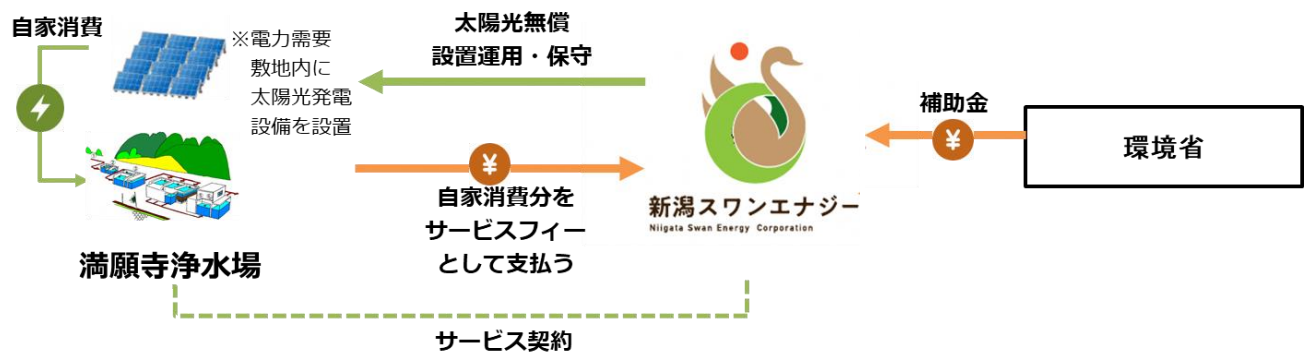 自家消費
※電力需要
敷地内に
太陽光発電
設備を設置
満願寺浄水場
太陽光無償
設置運用・保守
¥
自家消費分を
サービスフィー
として支払う
サービス契約
新潟スワンエナジー
Niigata Swan Energy Corporation
補助金
¥
環境省